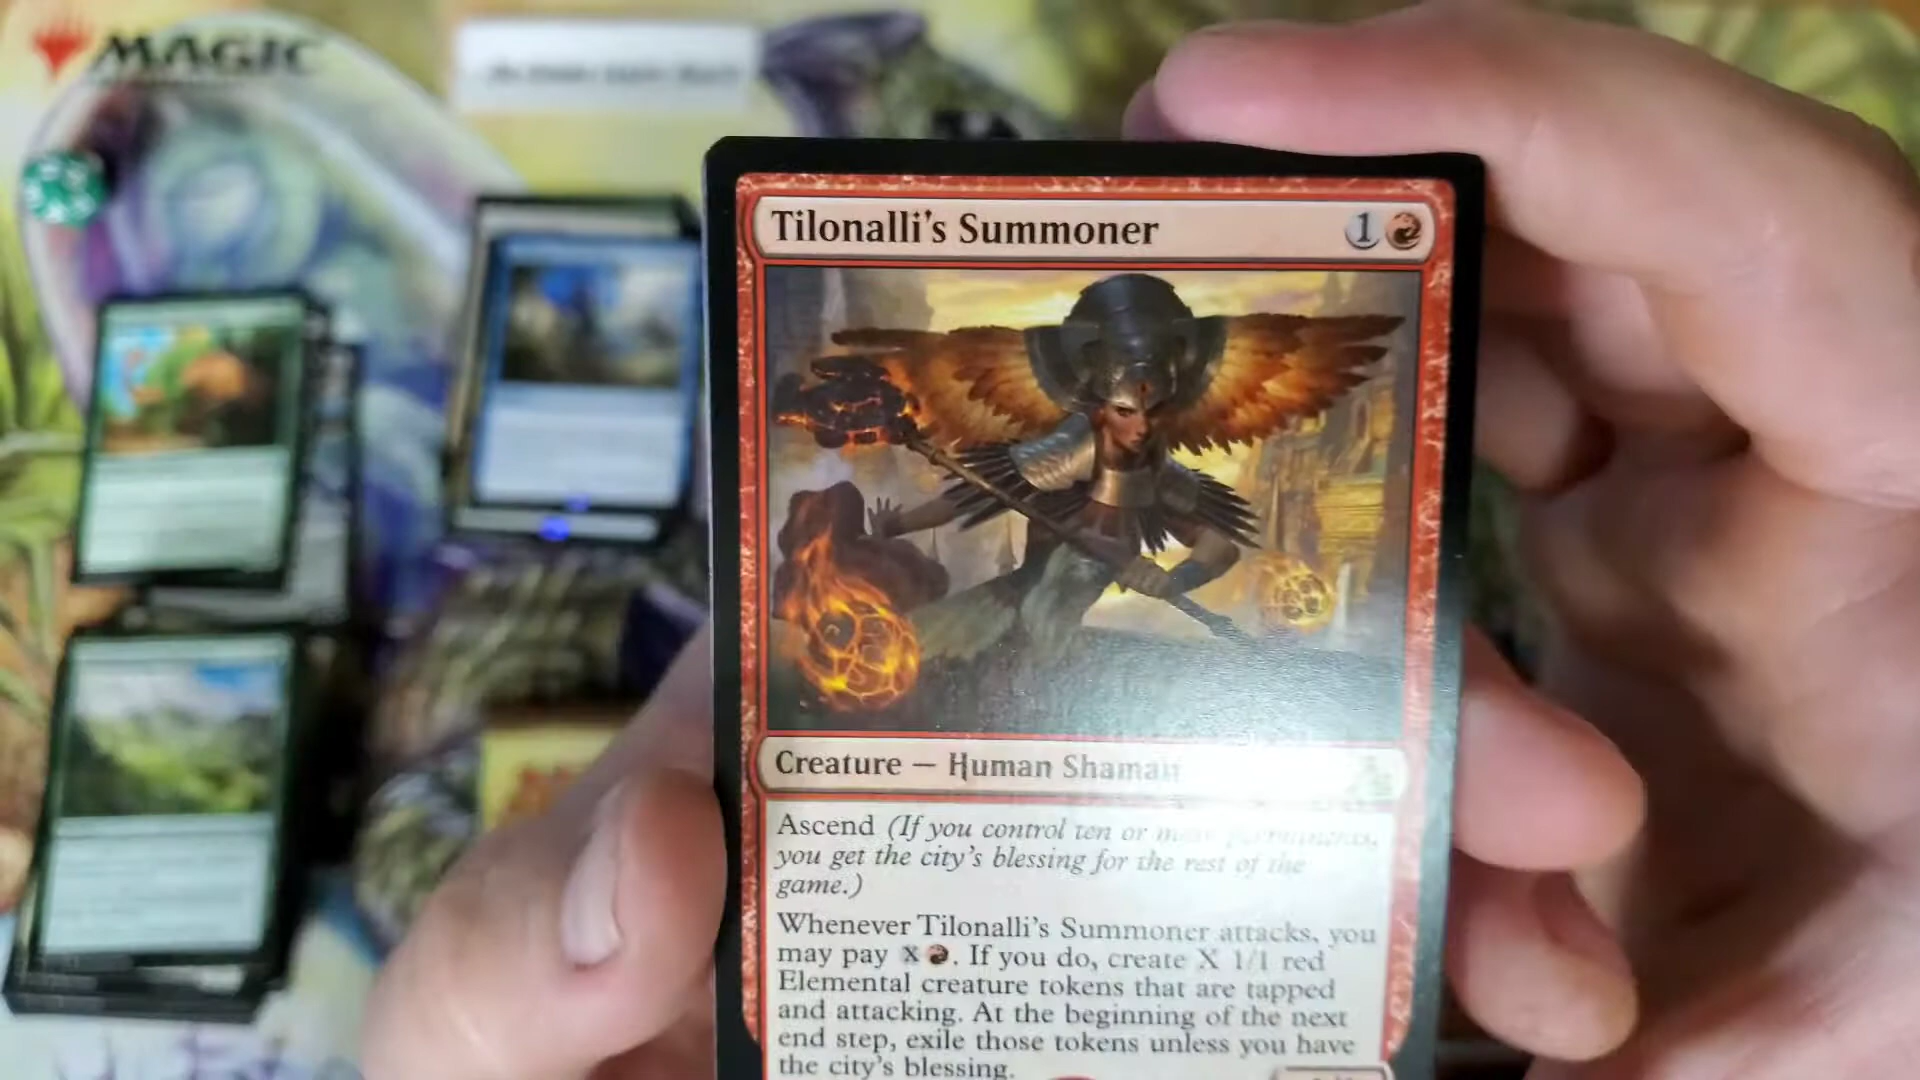 MAGIC
Tilonalli's Summoner
1
Creature — Human Shaman
Ascend (If you control ten or more permanents,
you get the city's blessing for the rest of the
game.)
Whenever Tilonalli's Summoner attacks, you
may pay X. If you do, create X 1/1 red
Elemental creature tokens that are tapped
and attacking. At the beginning of the next
end step, exile those tokens unless you have
the city's blessing.